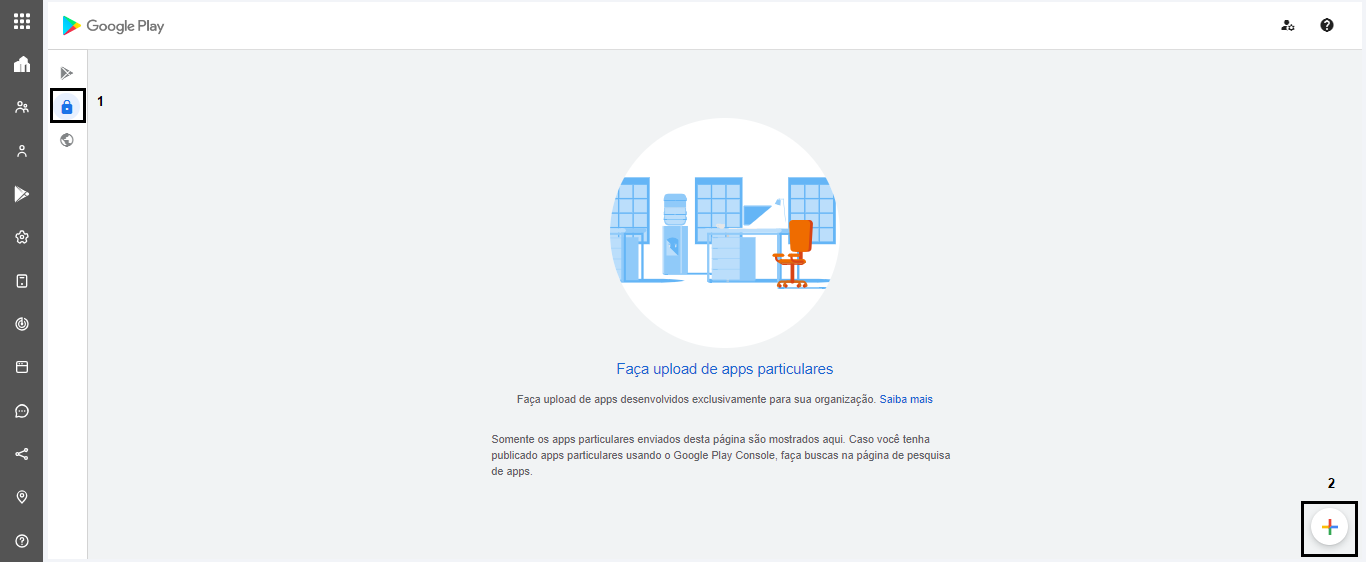 Google Play
1
Faça upload de apps particulares
Faça upload de apps desenvolvidos exclusivamente para sua organização. Saiba mais
Somente os apps particulares enviados desta página são mostrados aqui. Caso você tenha
publicado apps particulares usando o Google Play Console, faça buscas na página de pesquisa
de apps.
2